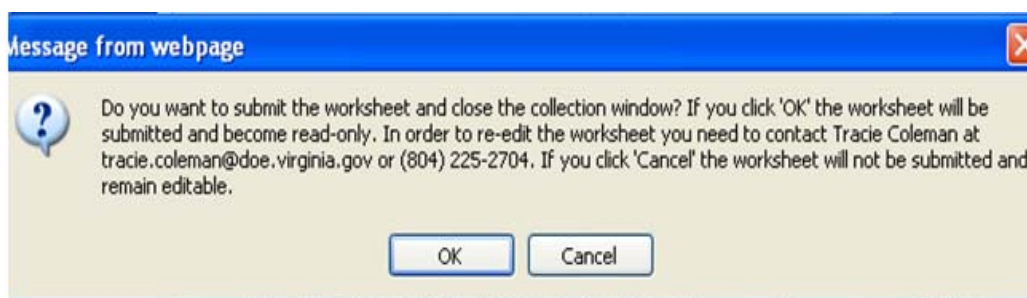 Message from webpage
Do you want to submit the worksheet and close the collection window? If you click 'OK' the worksheet will be
submitted and become read-only. In order to re-edit the worksheet you need to contact Tracie Coleman at
tracie.coleman@doe.virginia.gov or (804) 225-2704. If you click 'Cancel' the worksheet will not be submitted and
remain editable.
OK
Cancel